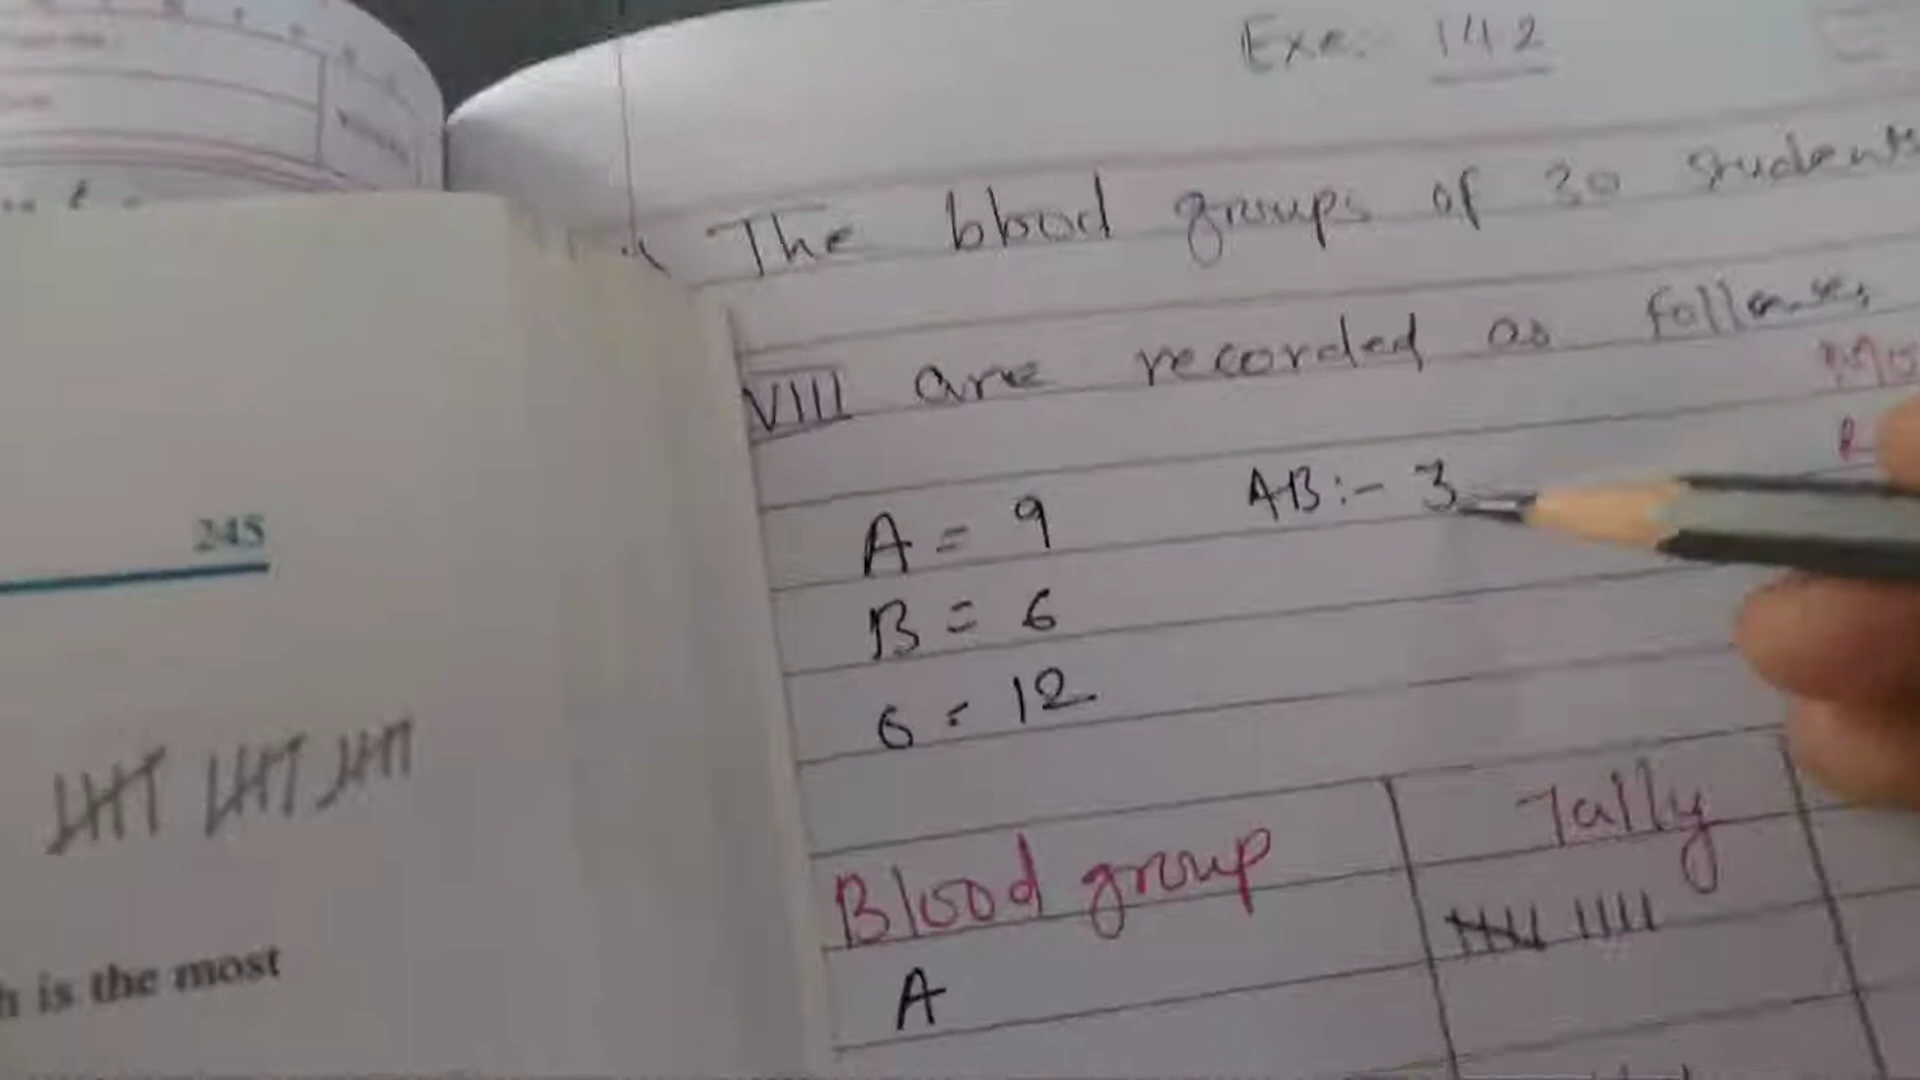 Exe:- 14.2
The blood groups of 30 students
VIII are recorded as follows.
A = 9
AB:- 3
B = 6
O = 12
Blood group
Tally
A
245
h is the most